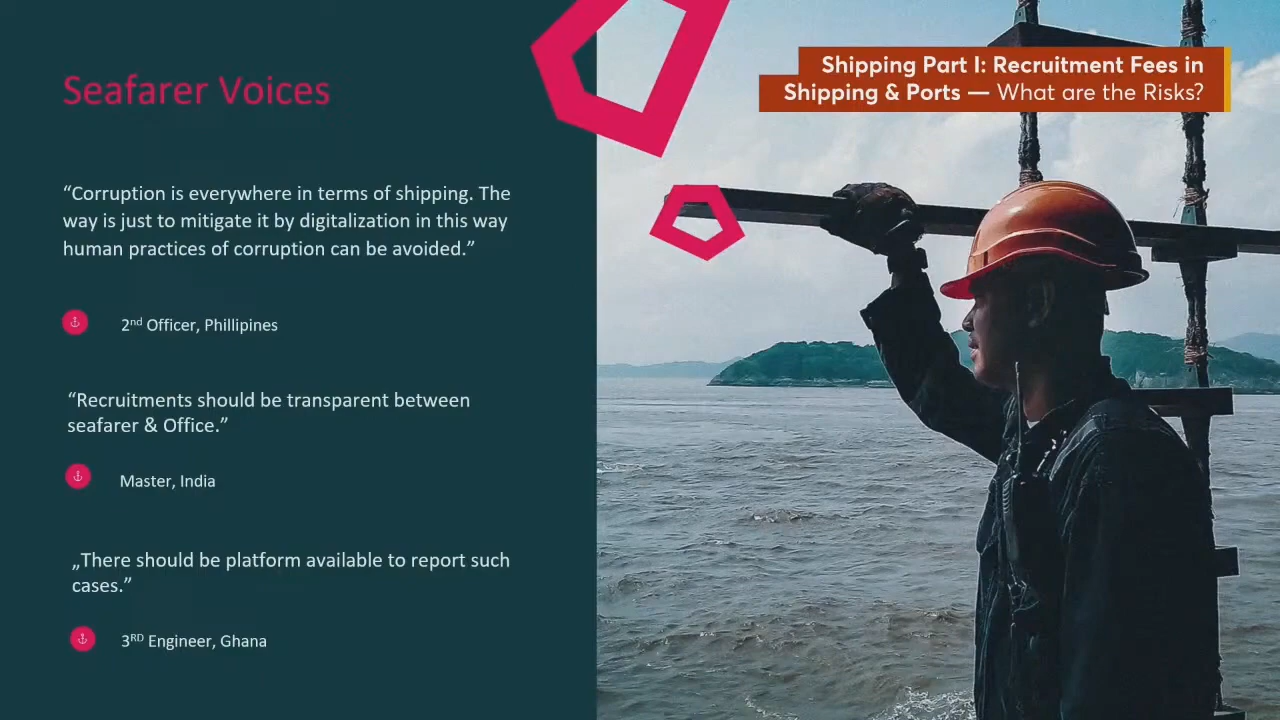 Seafarer Voices
Shipping Part I: Recruitment Fees in
Shipping & Ports — What are the Risks?
“Corruption is everywhere in terms of shipping. The
way is just to mitigate it by digitalization in this way
human practices of corruption can be avoided.”
2nd Officer, Phillipines
“Recruitments should be transparent between
seafarer & Office.”
Master, India
„There should be platform available to report such
cases.”
3RD Engineer, Ghana